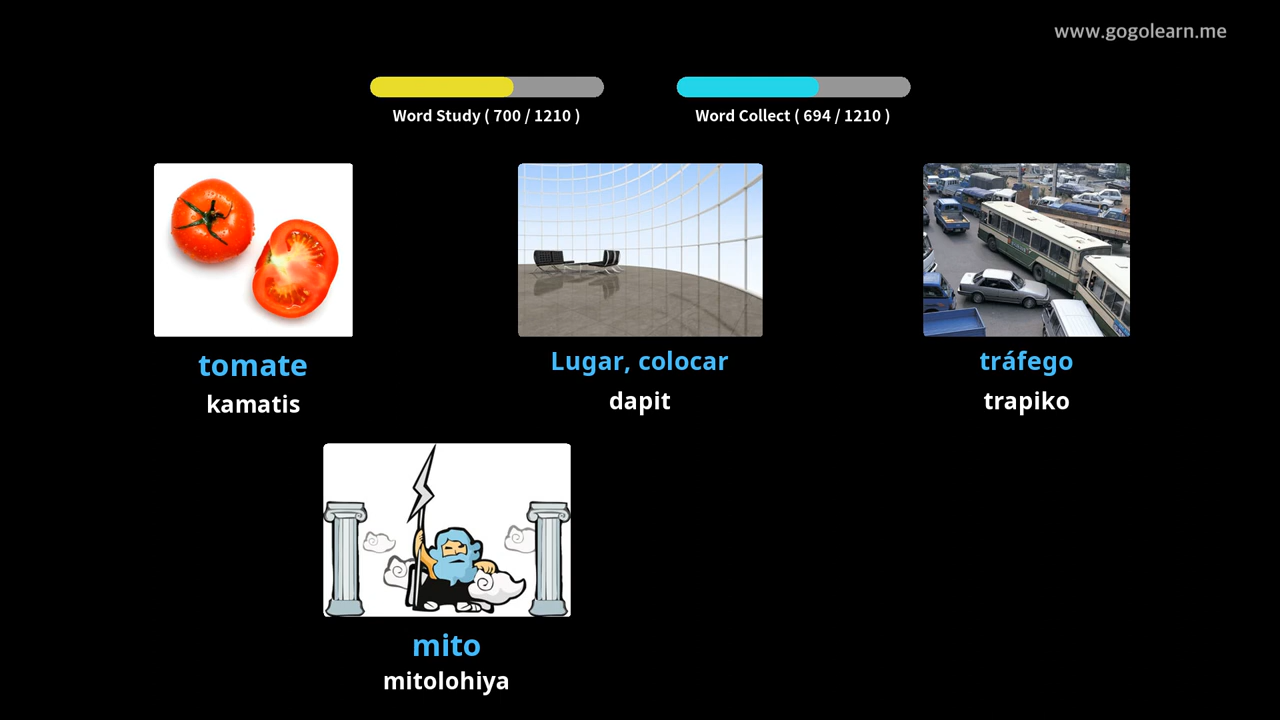 www.gogolearn.me
Word Study ( 700 / 1210 )
Word Collect ( 694 / 1210 )
tomate
kamatis
Lugar, colocar
dapit
tráfego
trapiko
mito
mitolohiya